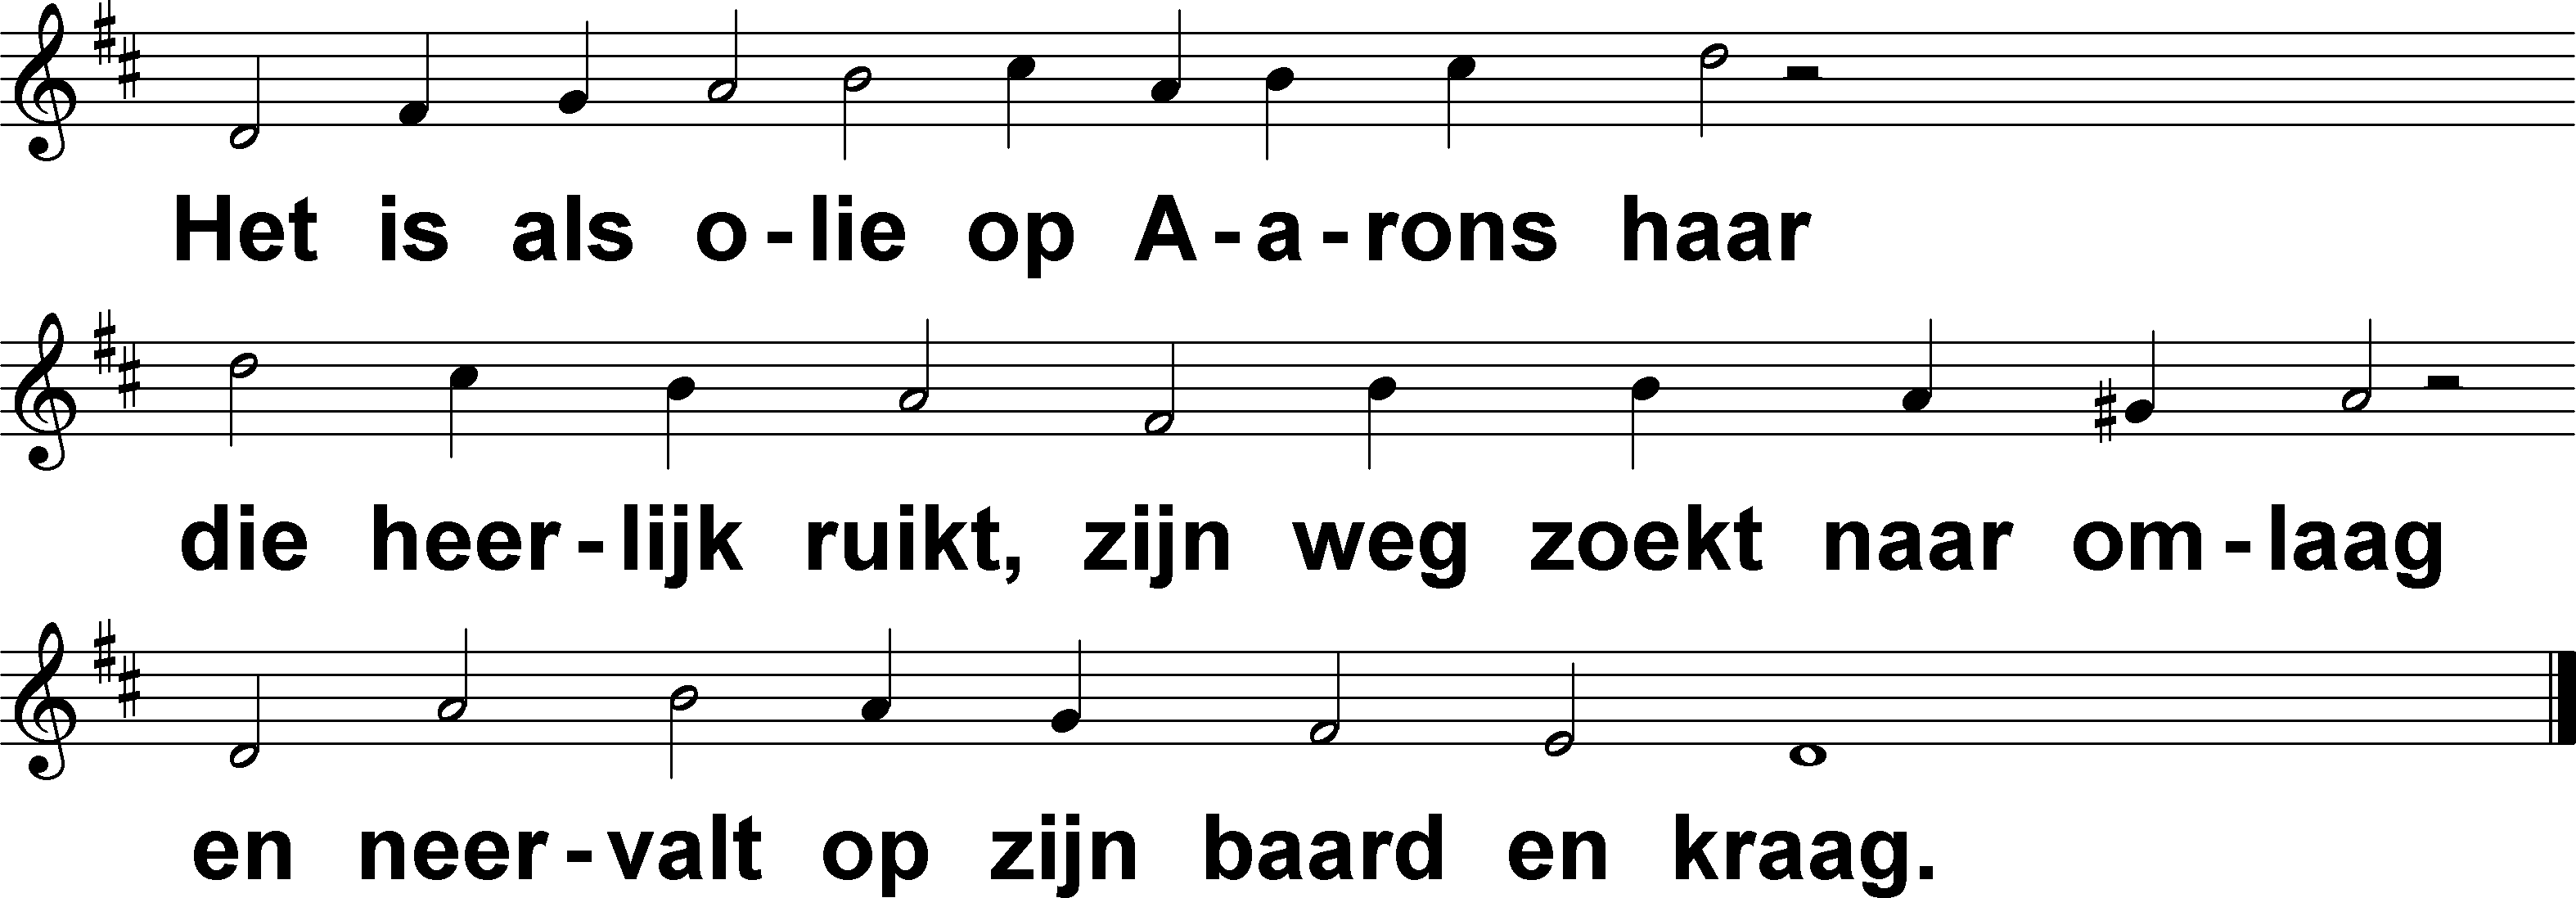 Het is als o-lie op A-a-rons haar
die heer-lijk ruikt, zijn weg zoekt naar om-laag
en neer-valt op zijn baard en kraag.